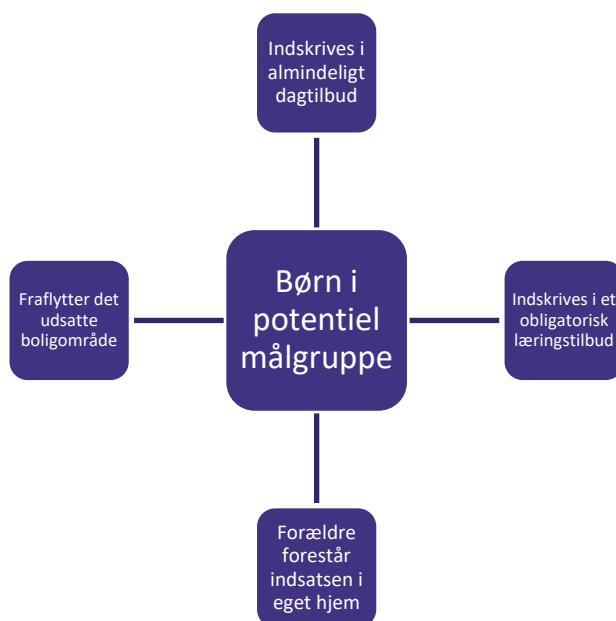 Indskrives i
almindeligt
dagtilbud
Fraflytter det
udsatte
boligområde
Børn i
potentiel
målgruppe
Indskrives i et
obligatorisk
læringstilbud
Forældre
forestår
indsatsen i
eget hjem